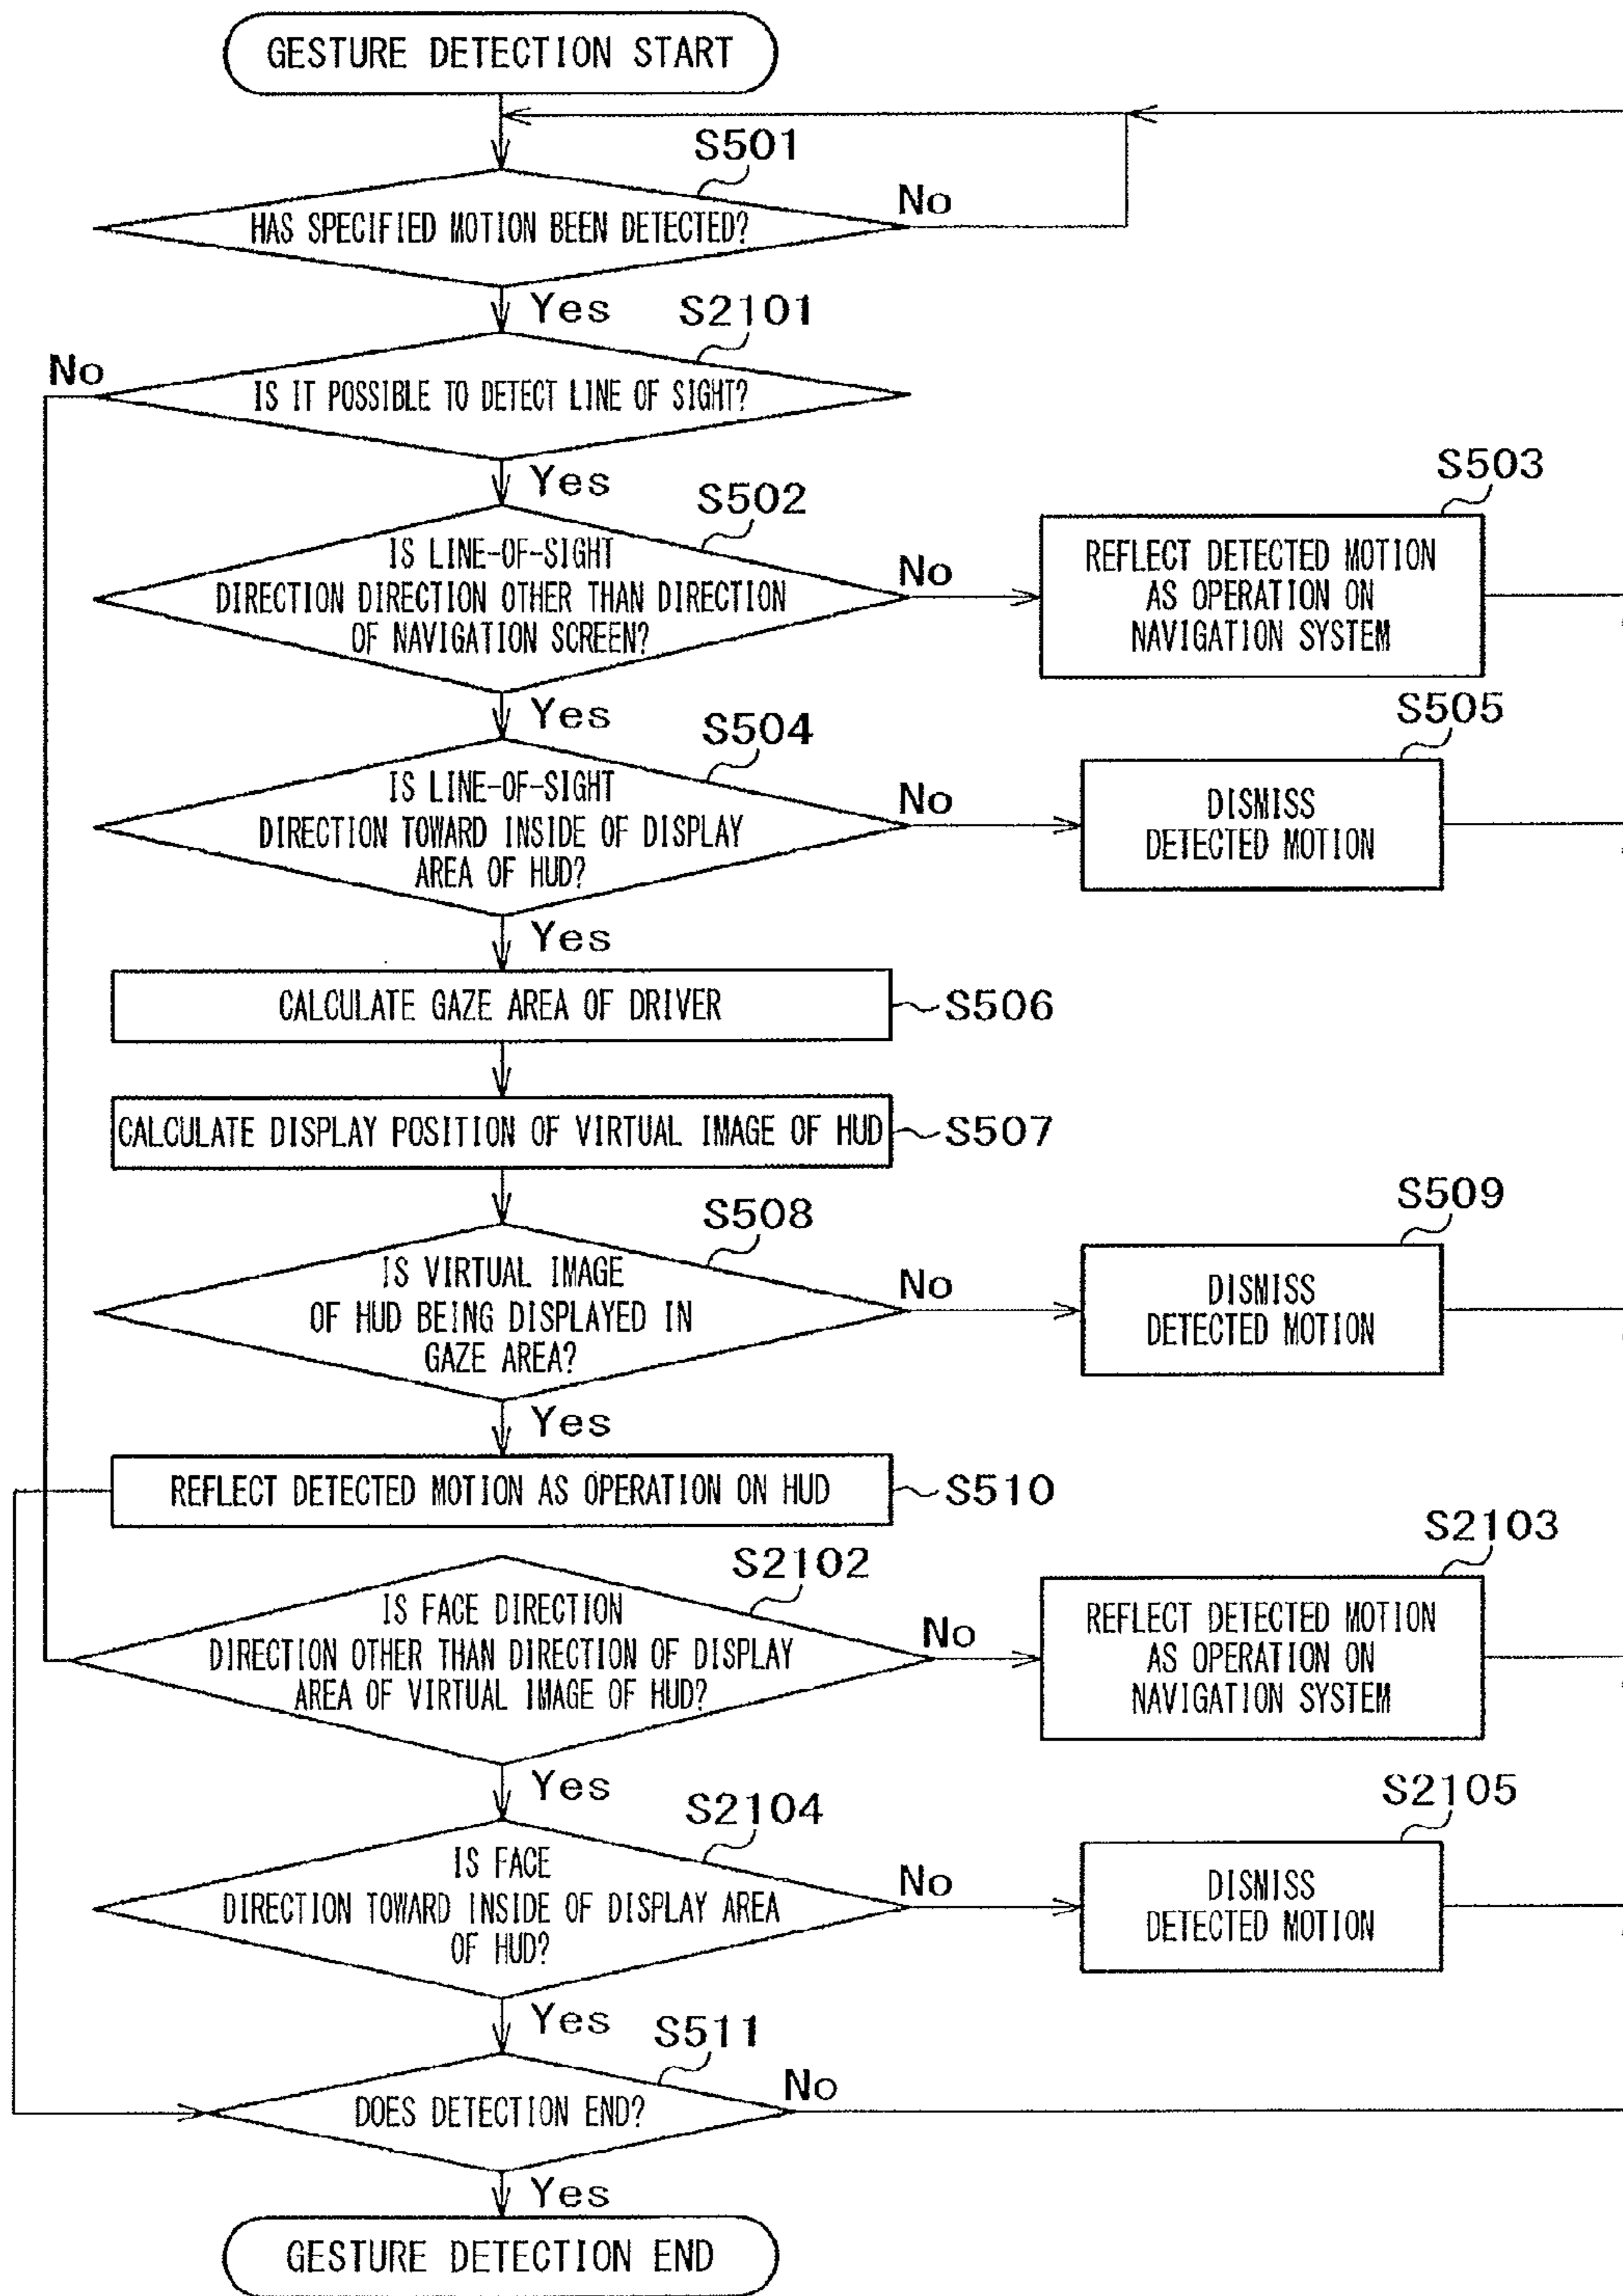 GESTURE DETECTION START
S501
HAS SPECIFIED MOTION BEEN DETECTED?
No
Yes
S2101
No
IS IT POSSIBLE TO DETECT LINE OF SIGHT?
Yes
S502
IS LINE-OF-SIGHT
DIRECTION DIRECTION OTHER THAN DIRECTION
OF NAVIGATION SCREEN?
No
S503
REFLECT DETECTED MOTION
AS OPERATION ON
NAVIGATION SYSTEM
Yes
S504
IS LINE-OF-SIGHT
DIRECTION TOWARD INSIDE OF DISPLAY
AREA OF HUD?
No
S505
DISMISS
DETECTED MOTION
Yes
CALCULATE GAZE AREA OF DRIVER
S506
CALCULATE DISPLAY POSITION OF VIRTUAL IMAGE OF HUD
S507
S508
IS VIRTUAL IMAGE
OF HUD BEING DISPLAYED IN
GAZE AREA?
No
S509
DISMISS
DETECTED MOTION
Yes
REFLECT DETECTED MOTION AS OPERATION ON HUD
S510
S2102
IS FACE DIRECTION
DIRECTION OTHER THAN DIRECTION OF DISPLAY
AREA OF VIRTUAL IMAGE OF HUD?
No
S2103
REFLECT DETECTED MOTION
AS OPERATION ON
NAVIGATION SYSTEM
Yes
S2104
IS FACE
DIRECTION TOWARD INSIDE OF DISPLAY AREA
OF HUD?
No
S2105
DISMISS
DETECTED MOTION
Yes
S511
DOES DETECTION END?
No
Yes
GESTURE DETECTION END